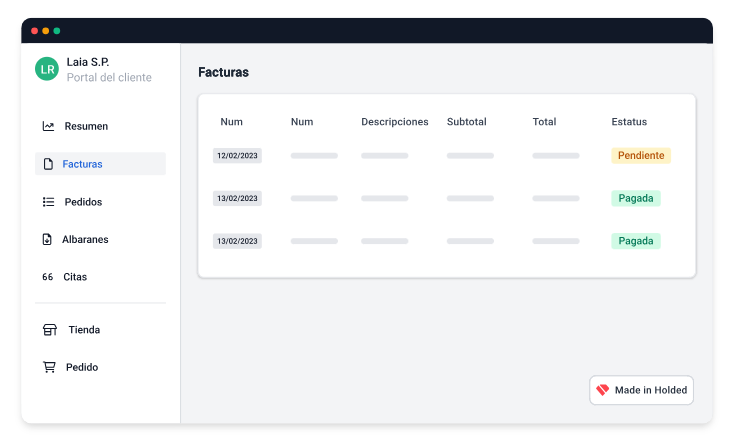 LR
Laia S.P.
Portal del cliente
Resumen
Facturas
Pedidos
Albaranes
66 Citas
Tienda
Pedido
Facturas
Num Num Descripciones Subtotal Total Estatus
12/02/2023 Pendiente
13/02/2023 Pagada
13/02/2023 Pagada
Made in Holded